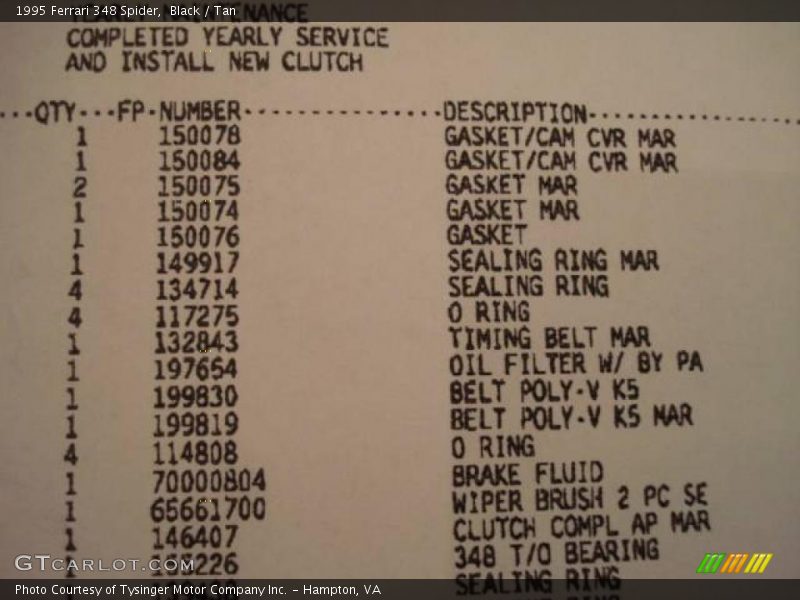 1995 Ferrari 348 Spider, Black / Tan
COMPLETED YEARLY SERVICE
AND INSTALL NEW CLUTCH
---QTY---FP-NUMBER--------------------DESCRIPTION--------------------
1 150078 GASKET/CAM CVR MAR
1 150084 GASKET/CAM CVR MAR
2 150075 GASKET MAR
1 150074 GASKET MAR
1 150076 GASKET
1 149917 SEALING RING MAR
4 134714 SEALING RING
4 117275 O RING
1 132843 TIMING BELT MAR
1 197654 OIL FILTER W/ BY PA
1 199830 BELT POLY-V K5
1 199819 BELT POLY-V K5 MAR
4 114808 O RING
1 70000804 BRAKE FLUID
1 65661700 WIPER BRUSH 2 PC SE
1 146407 CLUTCH COMPL AP MAR
1 348 T/O BEARING
SEALING RING
GTCARLOT.COM
Photo Courtesy of Tysinger Motor Company Inc. - Hampton, VA